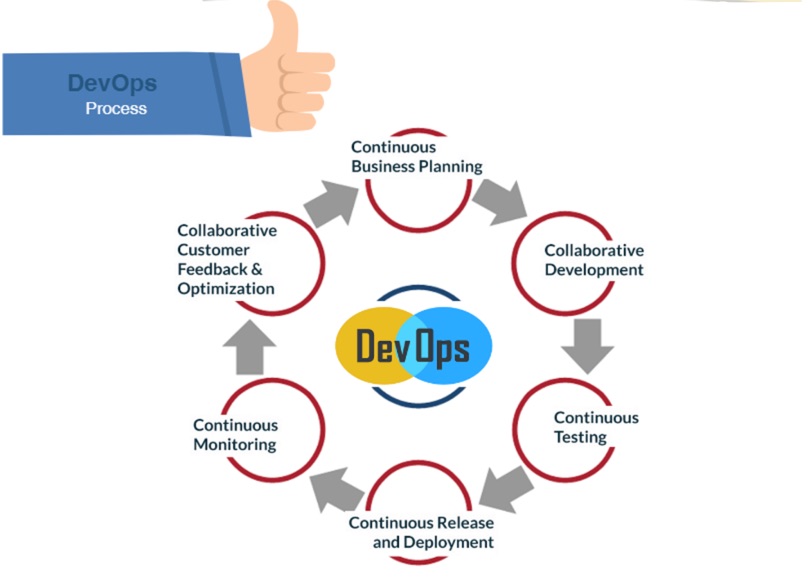 DevOps
Process
Continuous
Business Planning
Collaborative
Development
Continuous
Testing
Continuous Release
and Deployment
Continuous
Monitoring
Collaborative
Customer
Feedback &
Optimization
Dev Ops